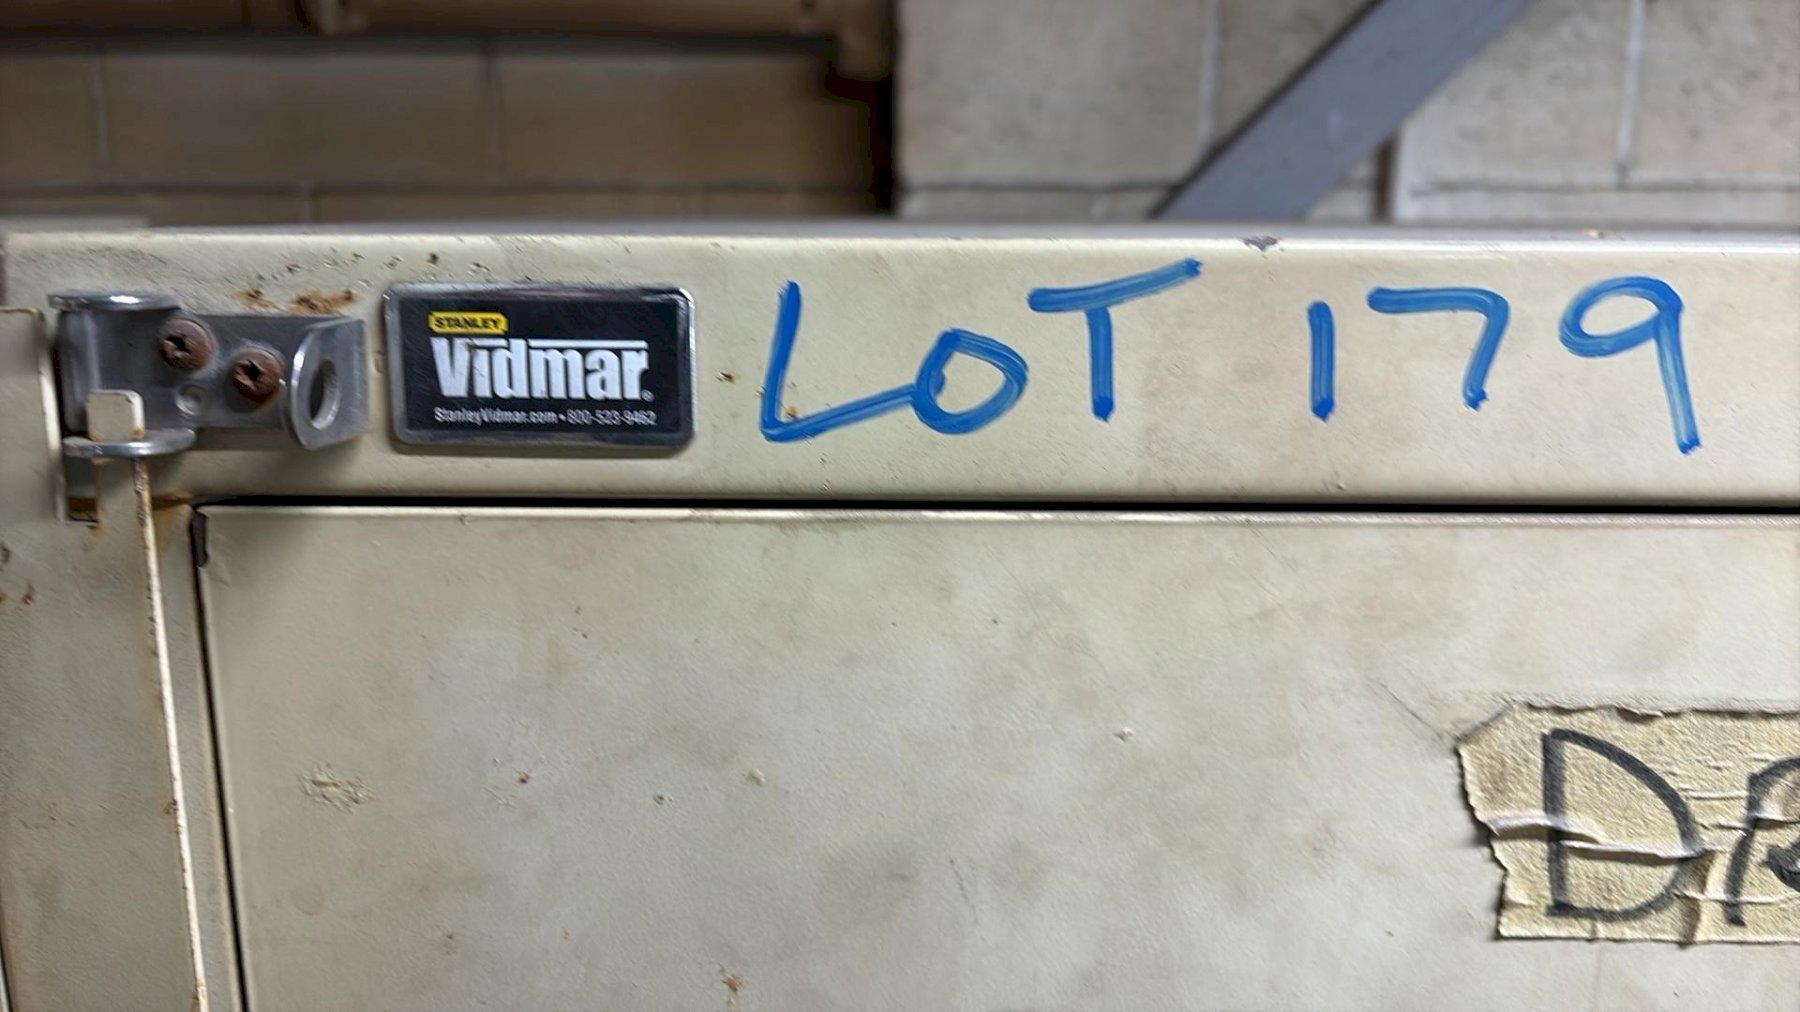 STANLEY
Vidmar®
StanleyVidmar.com • 800-523-9462
LOT 179